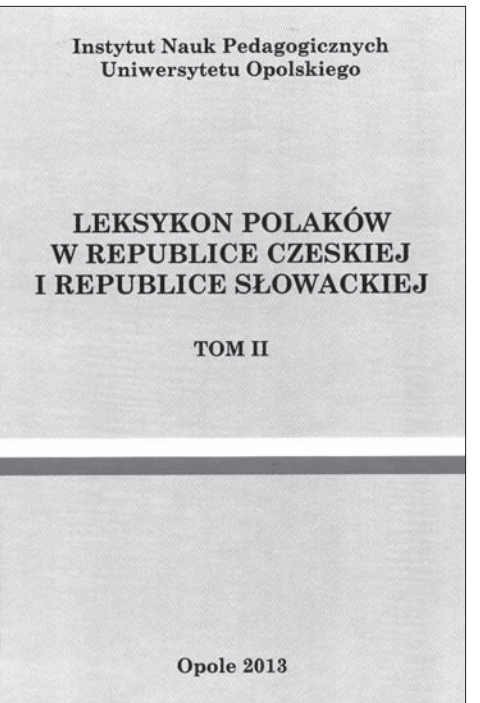 Instytut Nauk Pedagogicznych
Uniwersytetu Opolskiego
LEKSYKON POLAKÓW
W REPUBLICE CZESKIEJ
I REPUBLICE SŁOWACKIEJ
TOM II
Opole 2013